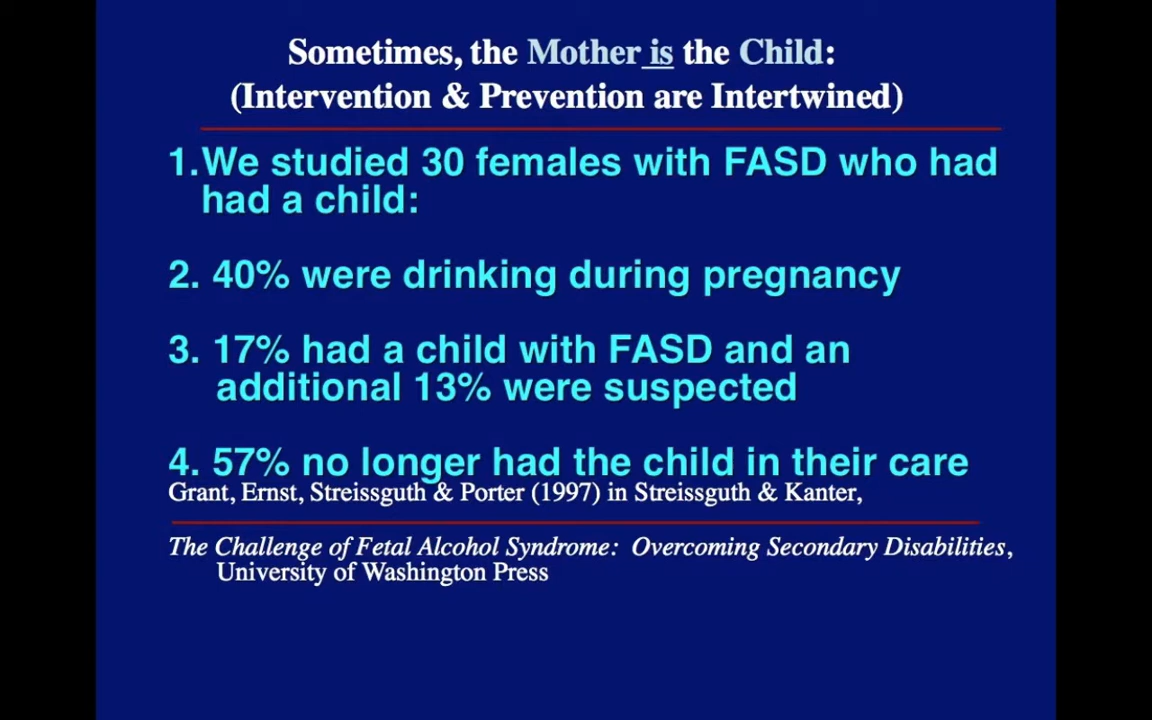 Sometimes, the Mother is the Child:
(Intervention & Prevention are Intertwined)
1.We studied 30 females with FASD who had
had a child:
2. 40% were drinking during pregnancy
3. 17% had a child with FASD and an
additional 13% were suspected
4. 57% no longer had the child in their care
Grant, Ernst, Streissguth & Porter (1997) in Streissguth & Kanter,
The Challenge of Fetal Alcohol Syndrome: Overcoming Secondary Disabilities,
University of Washington Press